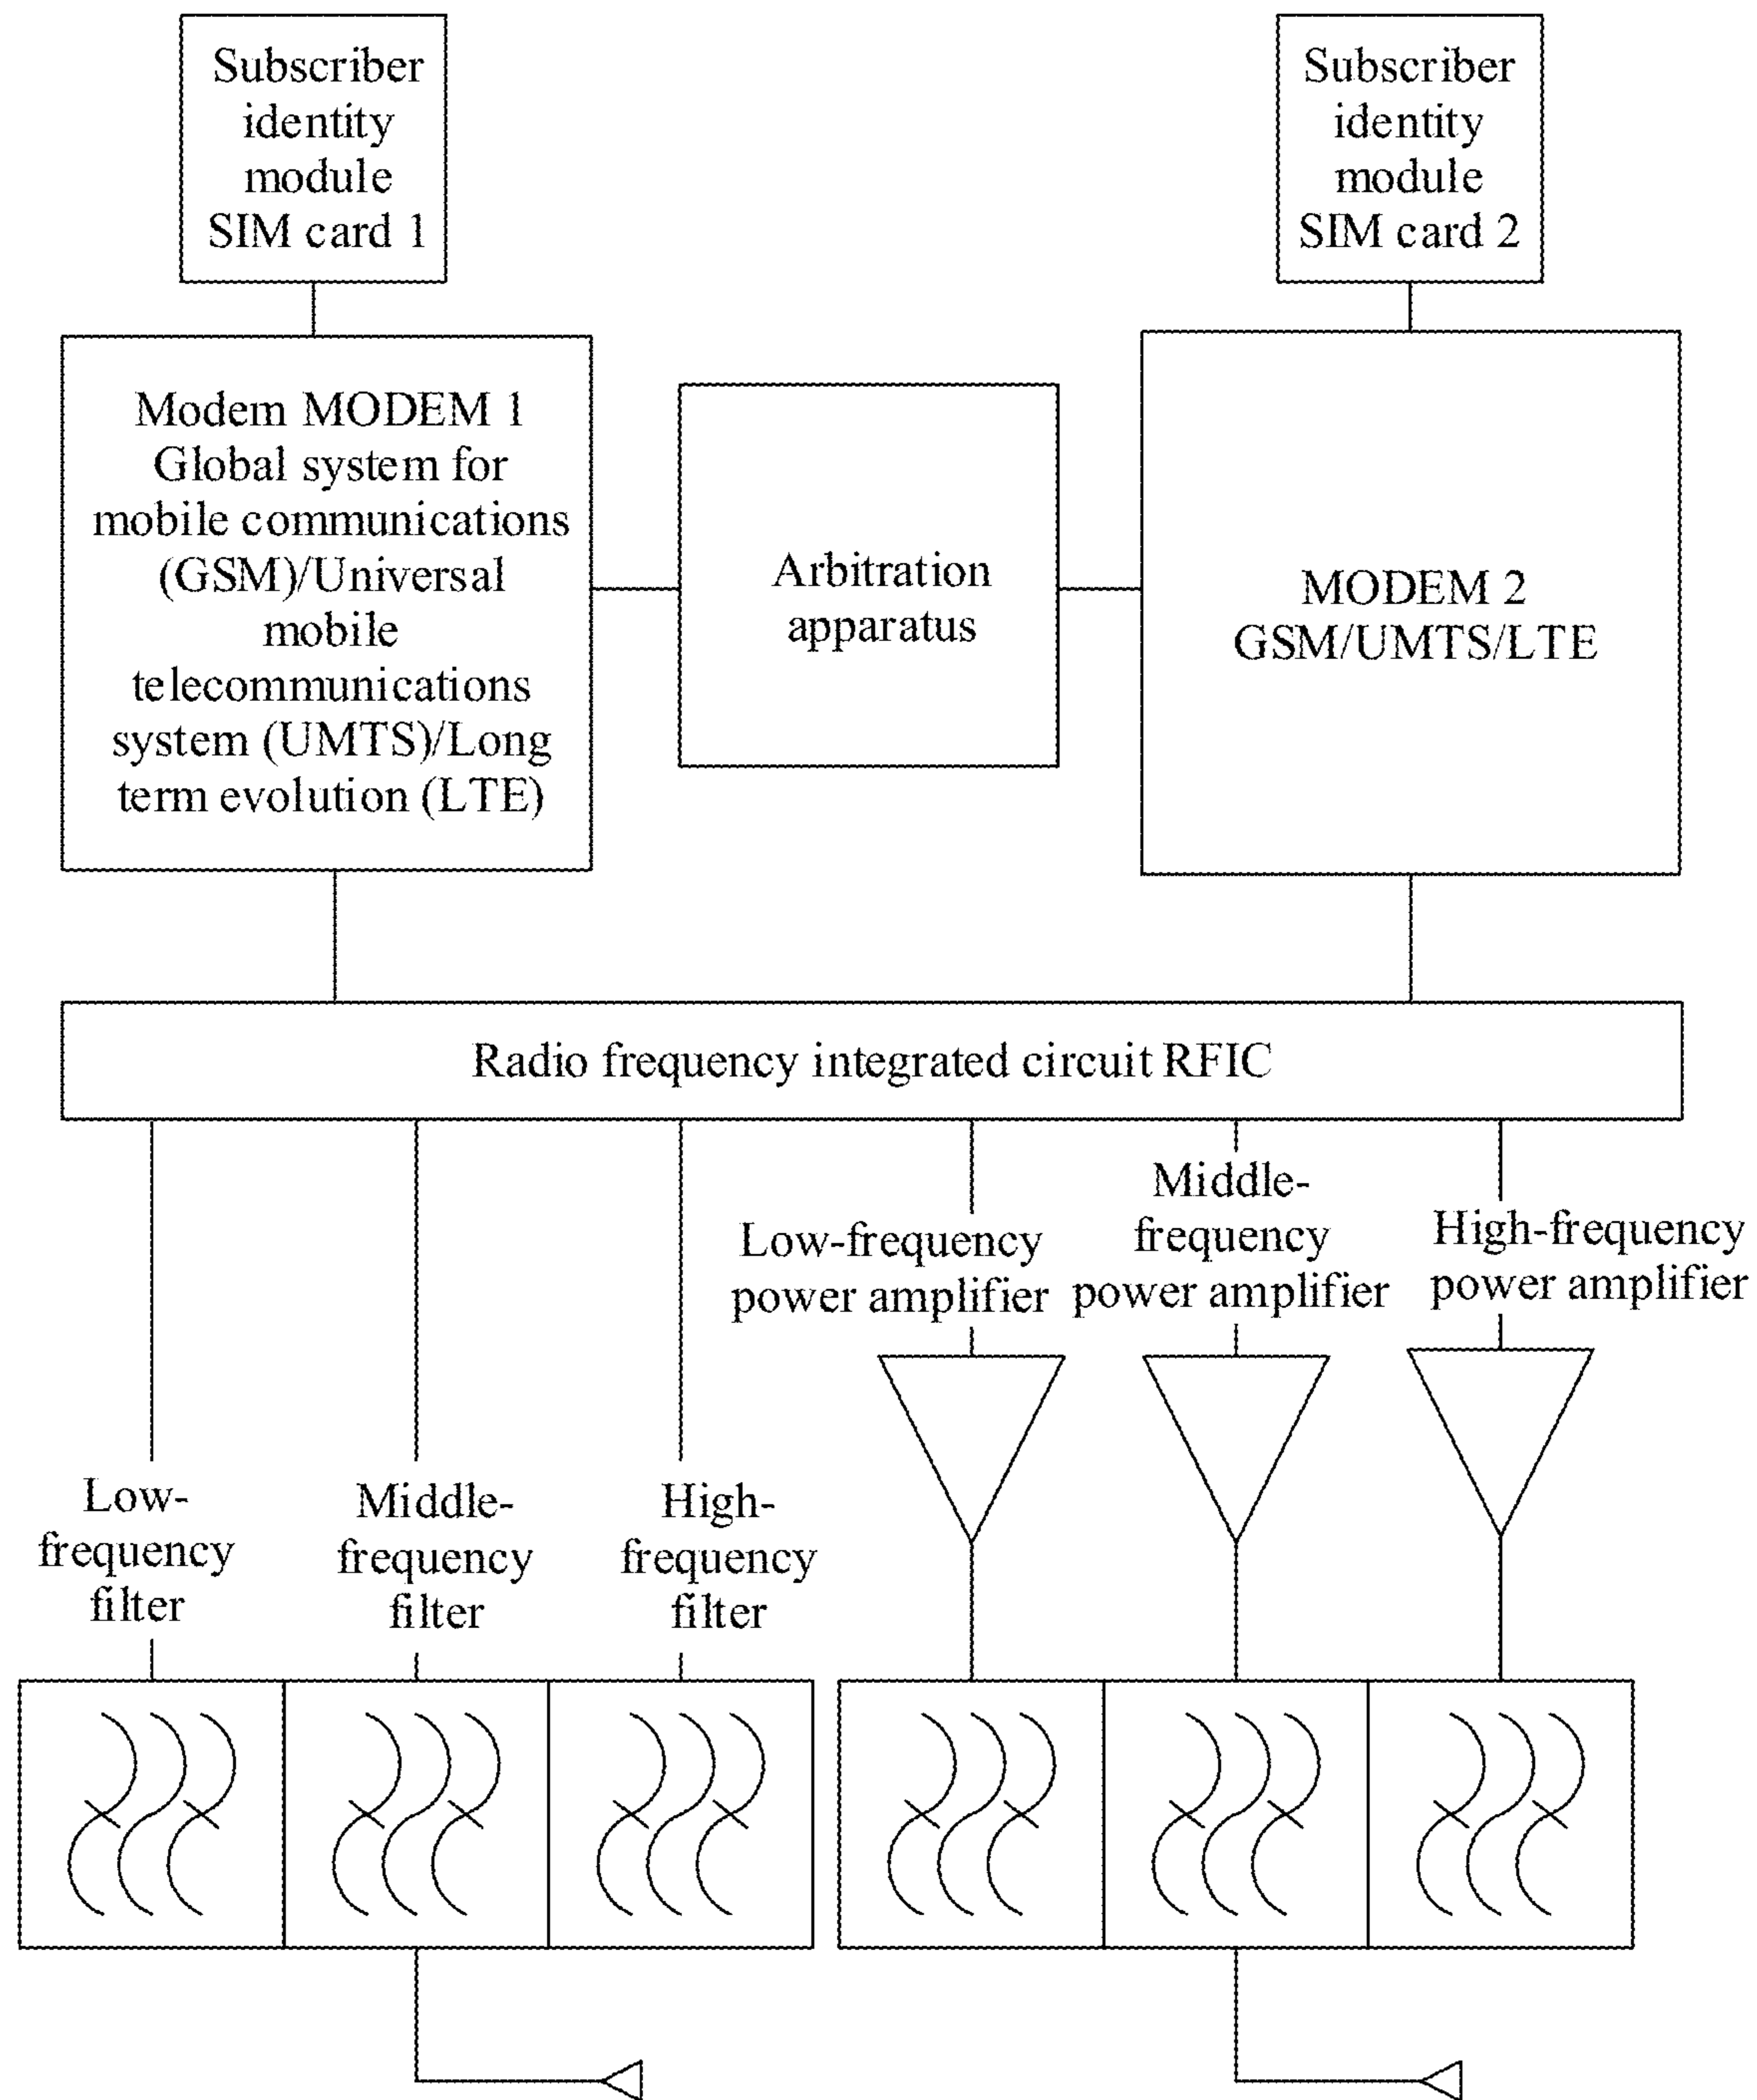 Subscriber
identity
module
SIM card 1
Subscriber
identity
module
SIM card 2
Modem MODEM 1
Global system for
mobile communications
(GSM)/Universal
mobile
telecommunications
system (UMTS)/Long
term evolution (LTE)
Arbitration
apparatus
MODEM 2
GSM/UMTS/LTE
Radio frequency integrated circuit RFIC
Low-frequency
power amplifier
Middle-
frequency
power amplifier
High-frequency
power amplifier
Low-
frequency
filter
Middle-
frequency
filter
High-
frequency
filter